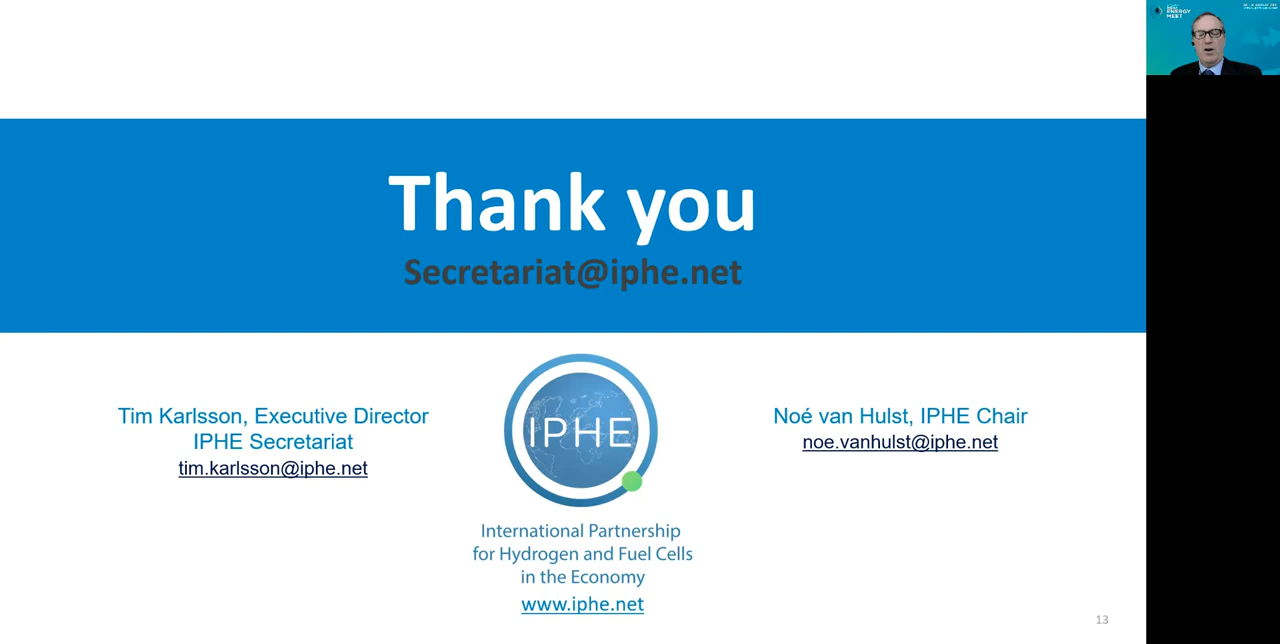 ENERGY
MEET
Thank you
Secretariat@iphe.net
Tim Karlsson, Executive Director
IPHE Secretariat
tim.karlsson@iphe.net
IPHE
Noé van Hulst, IPHE Chair
noe.vanhulst@iphe.net
International Partnership
for Hydrogen and Fuel Cells
in the Economy
www.iphe.net
13